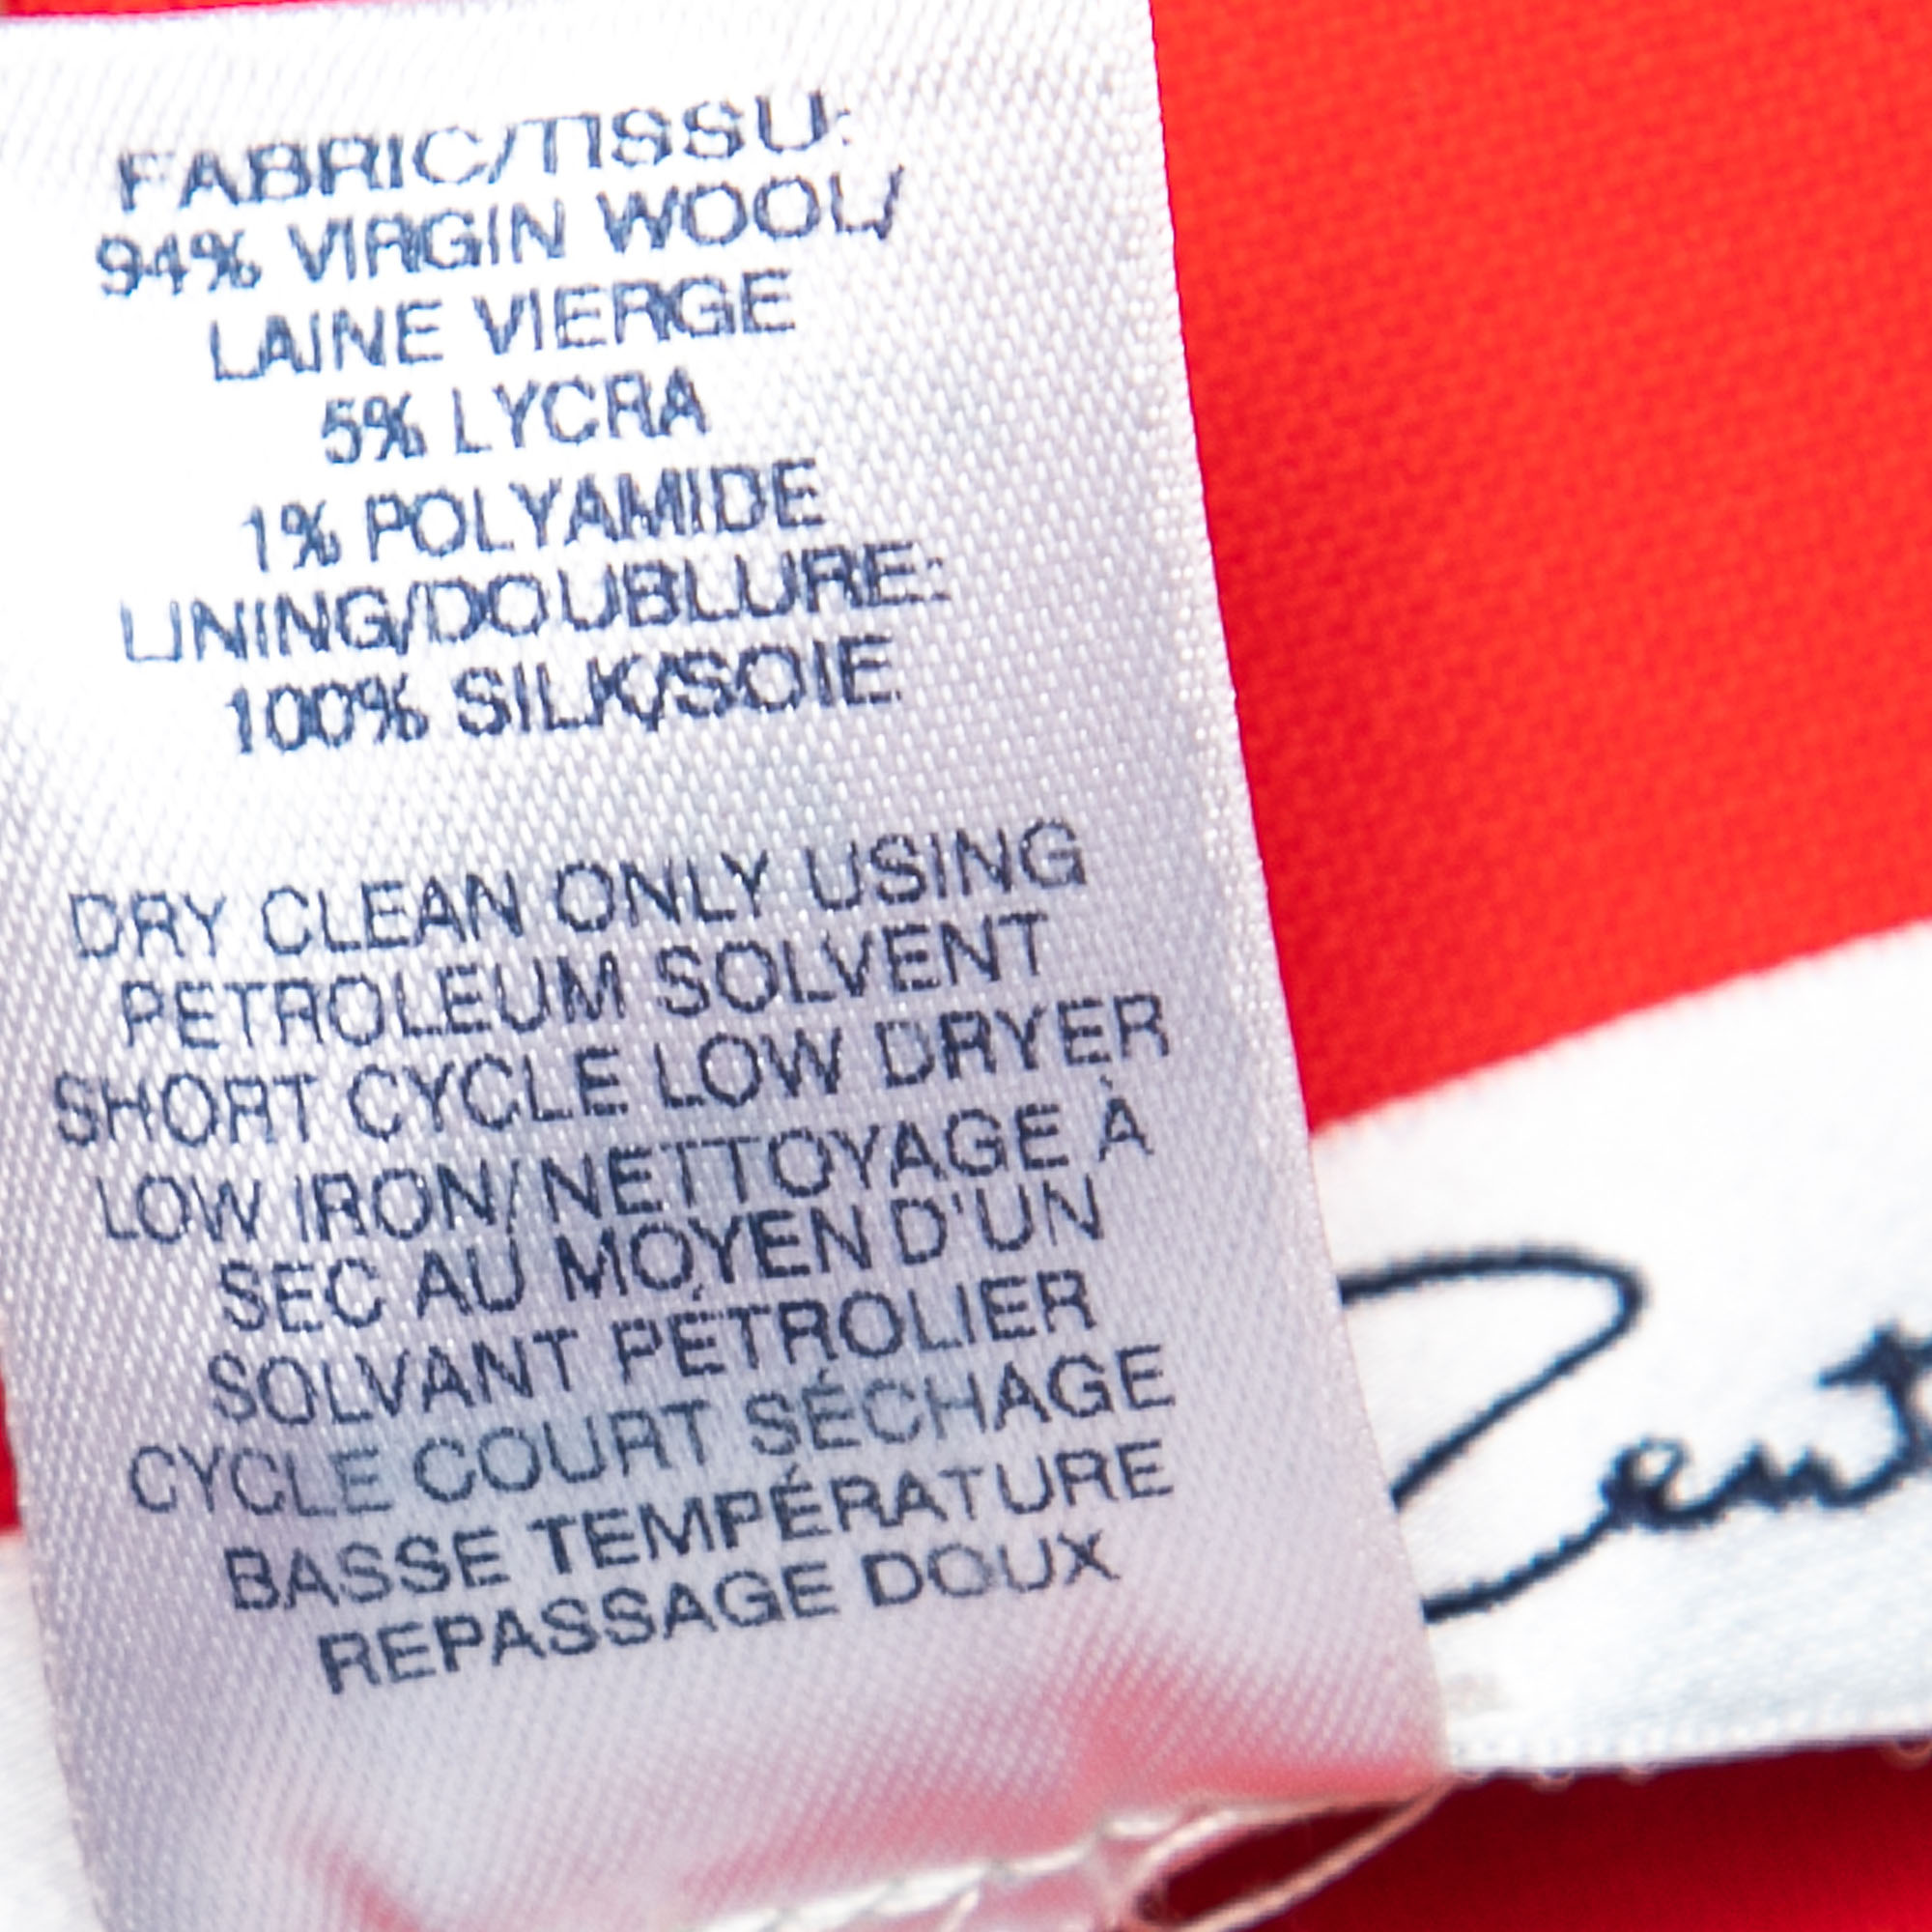 FABRIC/TISSU:
94% VIRGIN WOOL/
LAINE VIERGE
5% LYCRA
1% POLYAMIDE
LINING/DOUBLURE:
100% SILK/SOIE
DRY CLEAN ONLY USING
PETROLEUM SOLVENT
SHORT CYCLE LOW DRYER
LOW IRON/NETTOYAGE À
SEC AU MOYEN D'UN
SOLVANT PÉTROLIER
CYCLE COURT SÉCHAGE
BASSE TEMPÉRATURE
REPASSAGE DOUX